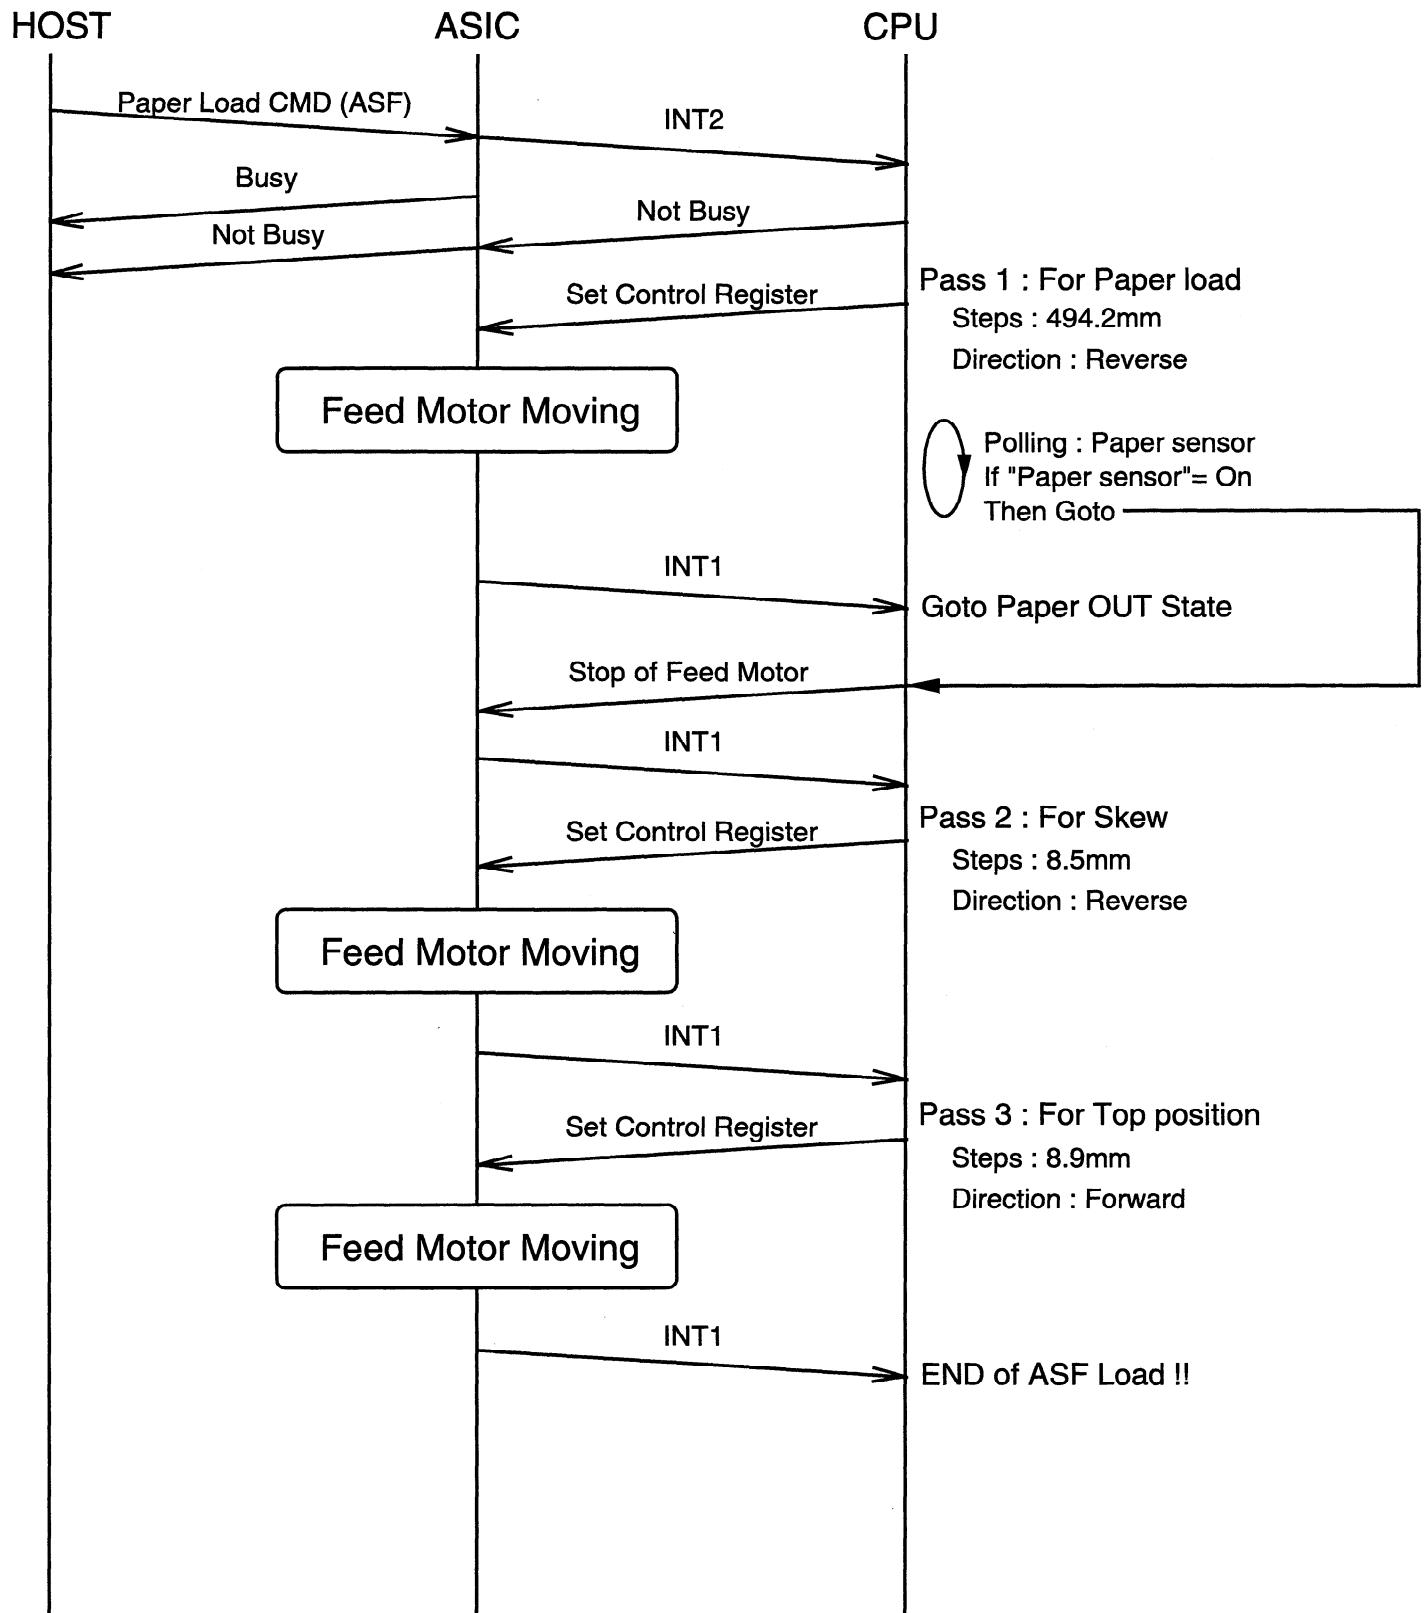 HOST ASIC CPU
Paper Load CMD (ASF)
INT2
Busy
Not Busy
Not Busy
Pass 1 : For Paper load
Set Control Register
Steps : 494.2mm
Direction : Reverse
Feed Motor Moving
Polling : Paper sensor
If "Paper sensor"= On
Then Goto
INT1
Goto Paper OUT State
Stop of Feed Motor
INT1
Pass 2 : For Skew
Set Control Register
Steps : 8.5mm
Direction : Reverse
Feed Motor Moving
INT1
Pass 3 : For Top position
Set Control Register
Steps : 8.9mm
Direction : Forward
Feed Motor Moving
INT1
END of ASF Load !!